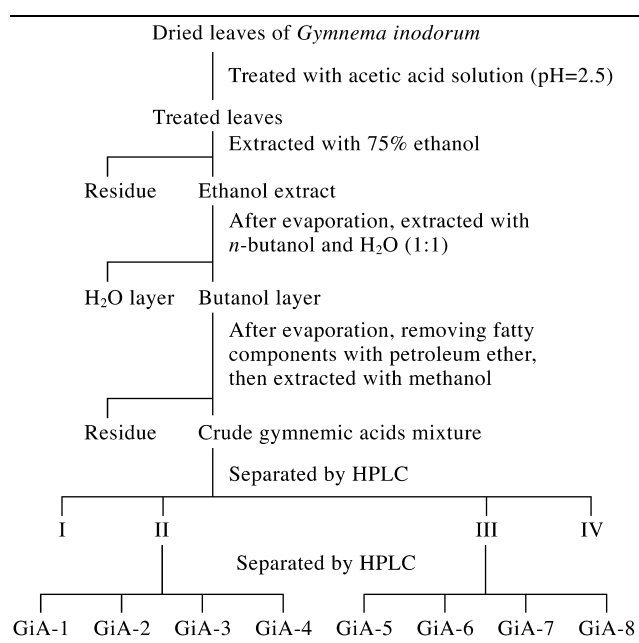 Dried leaves of Gymnema inodorum
Treated with acetic acid solution (pH=2.5)
Treated leaves
Extracted with 75% ethanol
Residue Ethanol extract
After evaporation, extracted with
n-butanol and H₂O (1:1)
H₂O layer Butanol layer
After evaporation, removing fatty
components with petroleum ether,
then extracted with methanol
Residue Crude gymnemic acids mixture
Separated by HPLC
I II III IV
Separated by HPLC
GiA-1 GiA-2 GiA-3 GiA-4 GiA-5 GiA-6 GiA-7 GiA-8